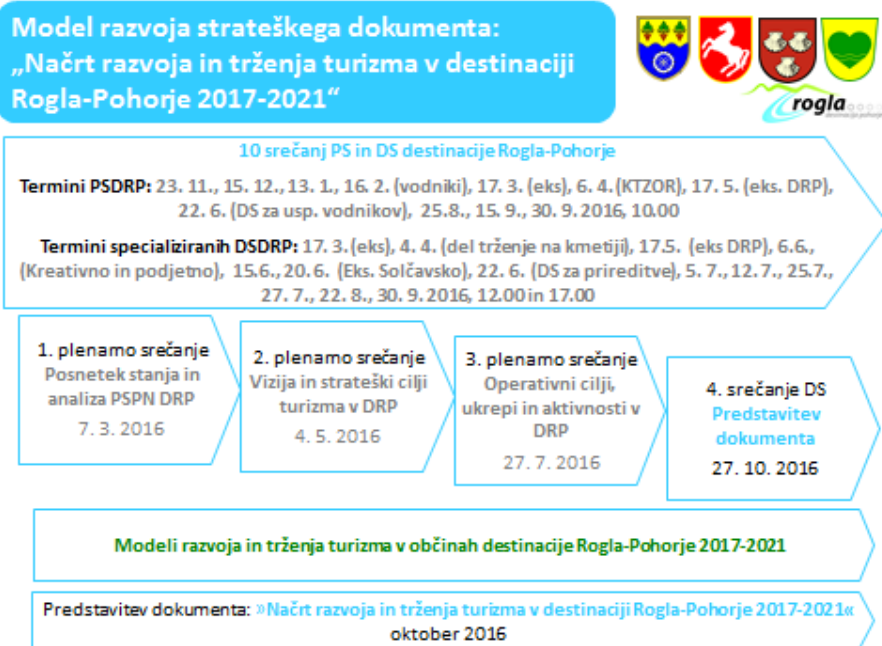 Model razvoja strateškega dokumenta:
„Načrt razvoja in trženja turizma v destinaciji
Rogla-Pohorje 2017-2021“
rogla
10 srečanj PS in DS destinacije Rogla-Pohorje
Termini PSDRP: 23. 11., 15. 12., 13. 1., 16. 2. (vodniki), 17. 3. (eks), 6. 4. (KTZOR), 17. 5. (eks. DRP),
22. 6. (DS za usp. vodnikov), 25.8., 15. 9., 30. 9. 2016, 10.00
Termini specializiranih DSDRP: 17. 3. (eks), 4. 4. (del trženje na kmetiji), 17.5. (eks DRP), 6.6.,
(Kreativno in podjetno), 15.6., 20. 6. (Eks. Solčavsko), 22. 6. (DS za prireditve), 5. 7., 12. 7., 25.7.,
27. 7., 22. 8., 30. 9. 2016, 12.00 in 17.00
1. plenarno srečanje
Posnetek stanja in
analiza PSPN DRP
7. 3. 2016
2. plenarno srečanje
Vizija in strateški cilji
turizma v DRP
4. 5. 2016
3. plenarno srečanje
Operativni cilji,
ukrepi in aktivnosti v
DRP
27. 7. 2016
4. srečanje DS
Predstavitev
dokumenta
27. 10. 2016
Modeli razvoja in trženja turizma v občinah destinacije Rogla-Pohorje 2017-2021
Predstavitev dokumenta: »Načrt razvoja in trženja turizma v destinaciji Rogla-Pohorje 2017-2021«
oktober 2016